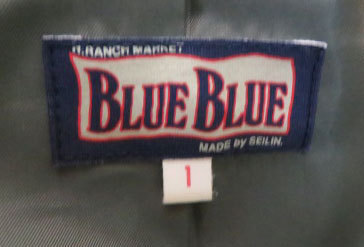 H.RANCH MARKET
BLUE BLUE
MADE by SEILIN.
1